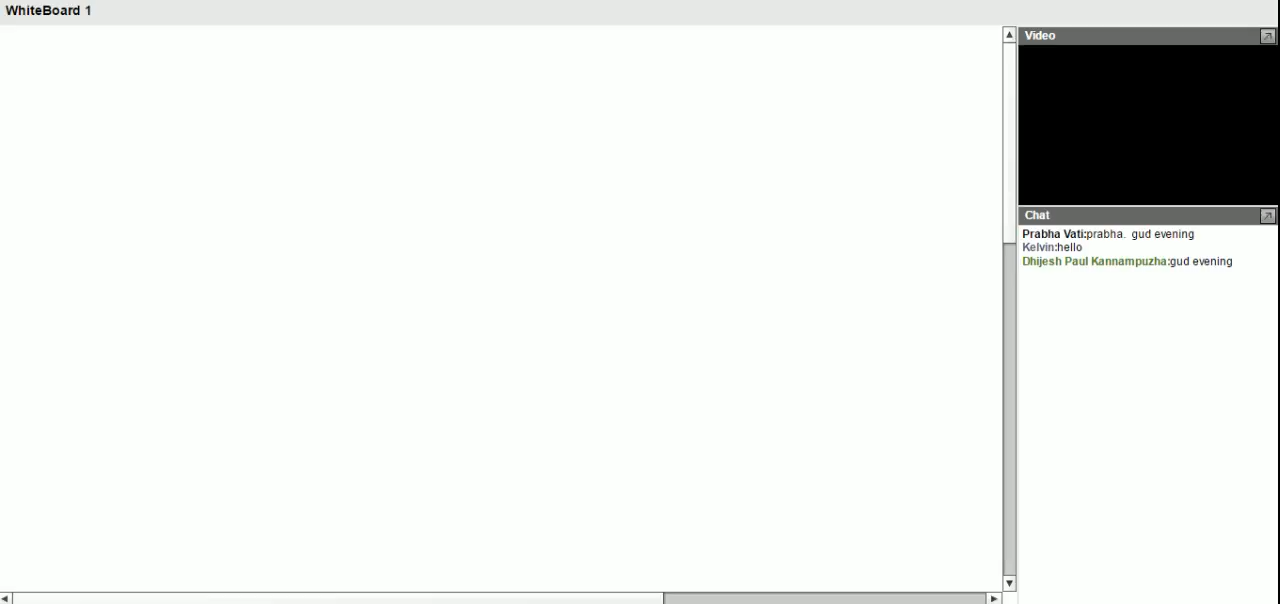 WhiteBoard 1
Video
Chat
Prabha Vati:prabha.  gud evening
Kelvin:hello
Dhijesh Paul Kannampuzha:gud evening